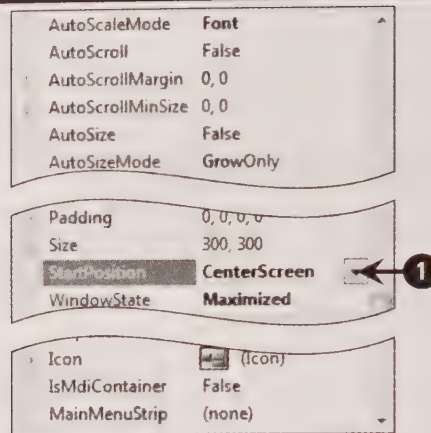 AutoScaleMode Font
AutoScroll False
AutoScrollMargin 0, 0
AutoScrollMinSize 0, 0
AutoSize False
AutoSizeMode GrowOnly
Padding 0, 0, 0, 0
Size 300, 300
StartPosition CenterScreen 1
WindowState Maximized
Icon (Icon)
IsMdiContainer False
MainMenuStrip (none)